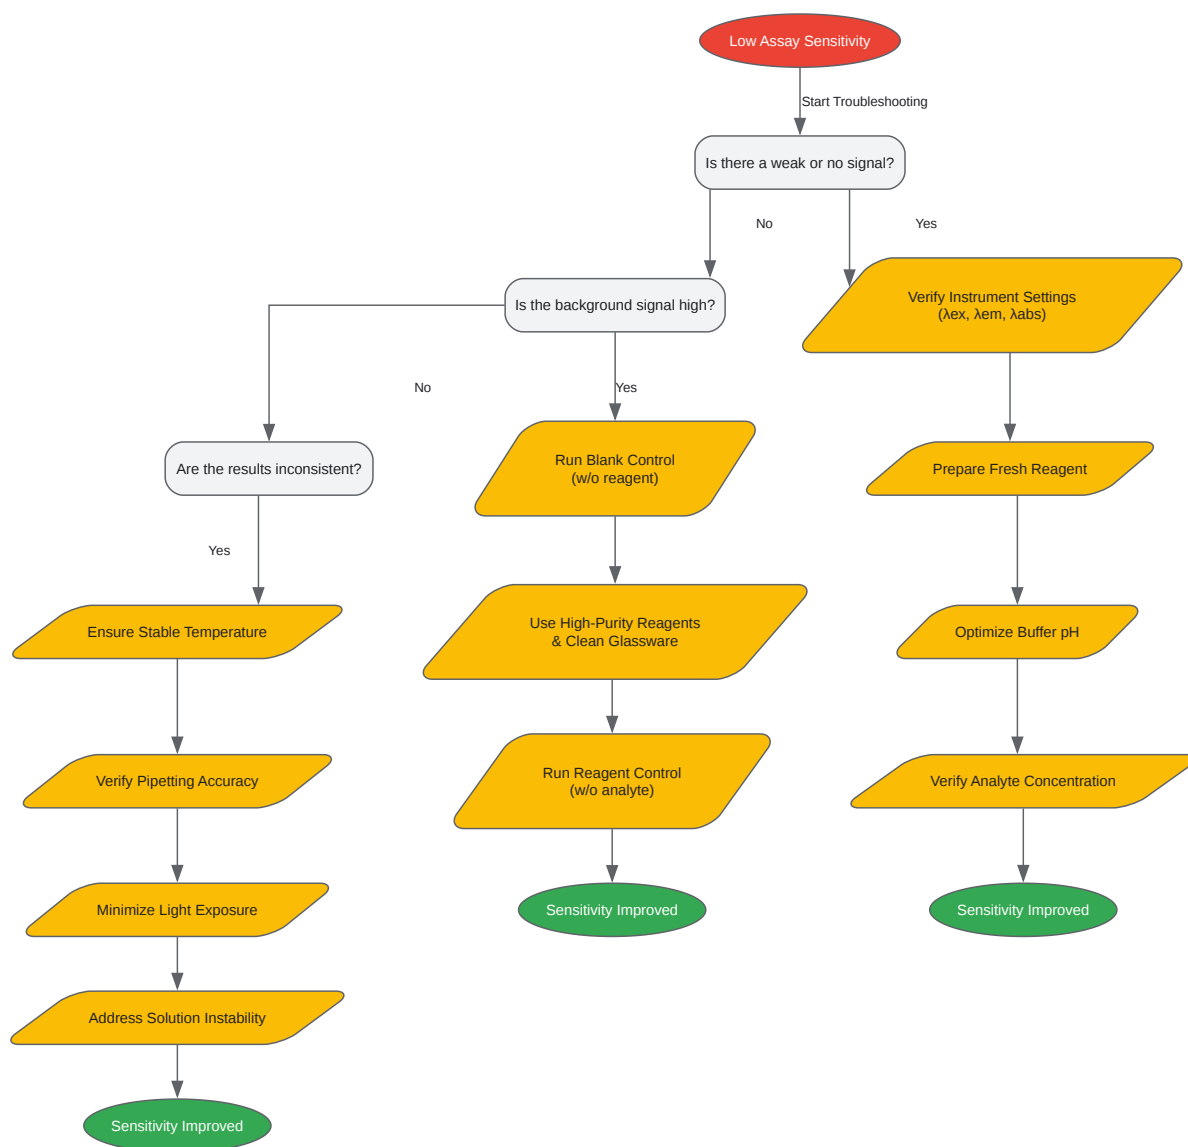 Low Assay Sensitivity
Start Troubleshooting
Is there a weak or no signal?
No
Yes
Verify Instrument Settings
(λex, λem, λabs)
Is the background signal high?
No
Yes
Run Blank Control
(w/o reagent)
Are the results inconsistent?
Prepare Fresh Reagent
Yes
Ensure Stable Temperature
Use High-Purity Reagents
& Clean Glassware
Optimize Buffer pH
Verify Pipetting Accuracy
Run Reagent Control
(w/o analyte)
Verify Analyte Concentration
Minimize Light Exposure
Sensitivity Improved
Sensitivity Improved
Address Solution Instability
Sensitivity Improved